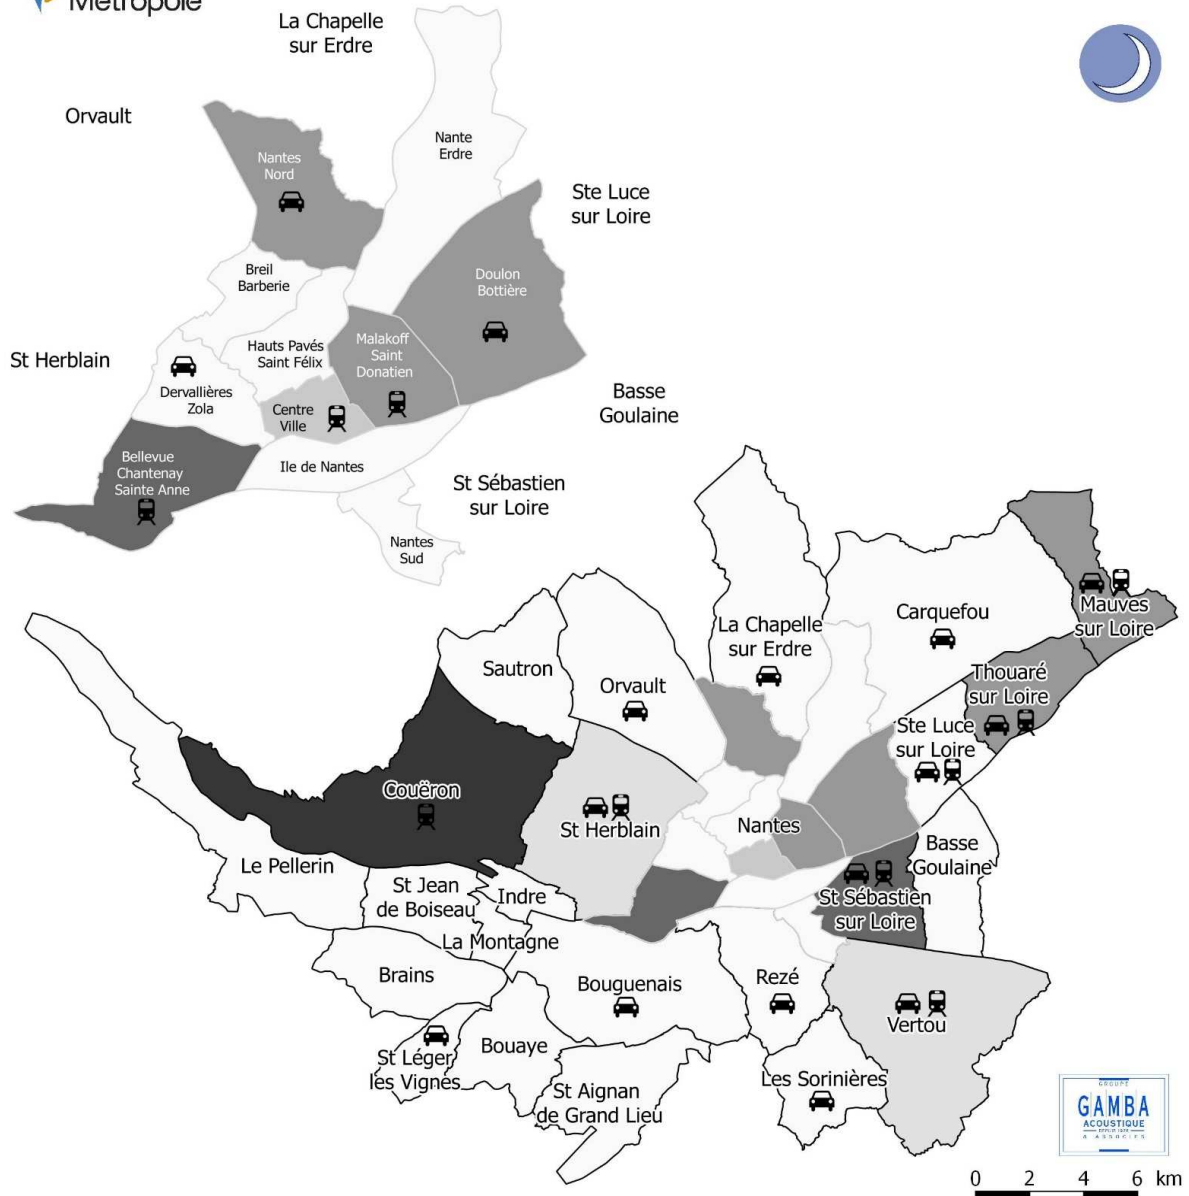 Métropole
La Chapelle
sur Erdre
Orvault
Nante
Erdre
Nantes
Nord
Ste Luce
sur Loire
Breil
Barberie
Doulon
Bottière
St Herblain
Hauts Pavés
Saint Félix
Malakoff
Saint
Donatien
Dervallières
Zola
Centre
Ville
Basse
Goulaine
Bellevue
Chantenay
Sainte Anne
Ile de Nantes
St Sébastien
sur Loire
Nantes
Sud
Carquefou
Mauves
sur Loire
La Chapelle
sur Erdre
Sautron
Orvault
Thouaré
sur Loire
Ste Luce
sur Loire
Couëron
St Herblain
Nantes
Basse
Goulaine
Le Pellerin
St Jean
de Boiseau
Indre
St Sébastien
sur Loire
La Montagne
Brains
Bouguenais
Rezé
Vertou
St Léger
les Vignes
Bouaye
St Aignan
de Grand Lieu
Les Sorinières
GROUPE
GAMBA
ACOUSTIQUE
& ASSOCIÉS
0 2 4 6 km